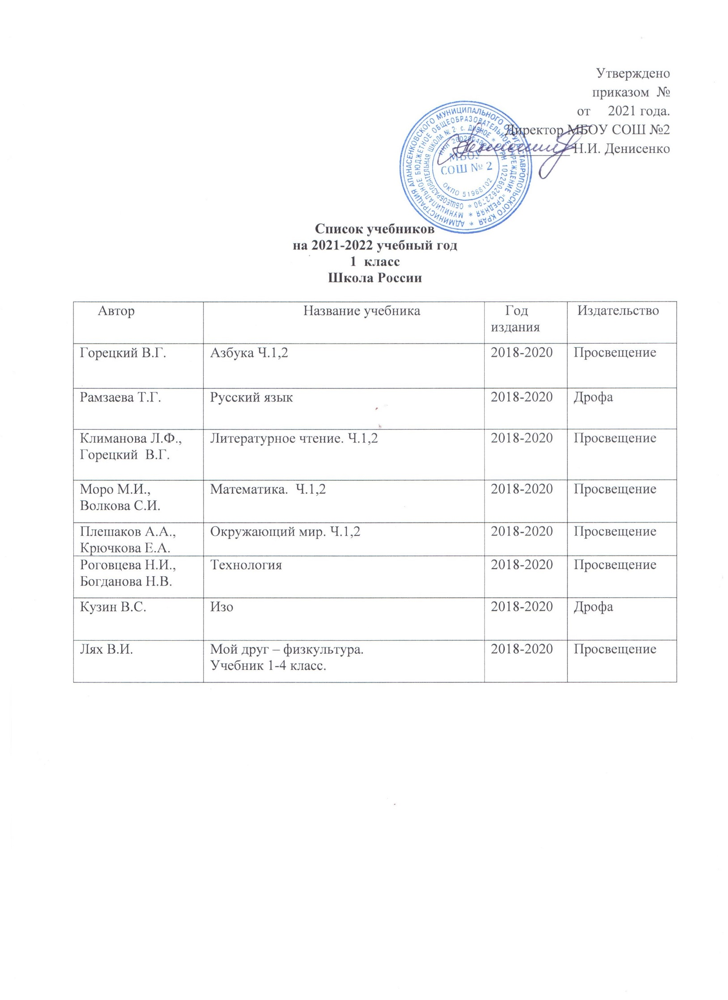 Утверждено
приказом №
от 2021 года.
Директор МБОУ СОШ №2
Н.И. Денисенко
АДМИНИСТРАЦИЯ АПАНАСЕНКОВСКОГО МУНИЦИПАЛЬНОГО ОКРУГА СТАВРОПОЛЬСКОГО КРАЯ *
МУНИЦИПАЛЬНОЕ БЮДЖЕТНОЕ ОБЩЕОБРАЗОВАТЕЛЬНОЕ УЧРЕЖДЕНИЕ "СРЕДНЯЯ *
ОБЩЕОБРАЗОВАТЕЛЬНАЯ ШКОЛА № 2" с. ДИВНОЕ *
ИНН
МБОУ
СОШ № 2
ОКПО
Список учебников
на 2021-2022 учебный год
1 класс
Школа России
Автор Название учебника Год Издательство
издания
Горецкий В.Г. Азбука Ч.1,2 2018-2020 Просвещение
Рамзаева Т.Г. Русский язык 2018-2020 Дрофа
Климанова Л.Ф., Литературное чтение. Ч.1,2 2018-2020 Просвещение
Горецкий В.Г.
Моро М.И., Математика. Ч.1,2 2018-2020 Просвещение
Волкова С.И.
Плешаков А.А., Окружающий мир. Ч.1,2 2018-2020 Просвещение
Крючкова Е.А.
Роговцева Н.И., Технология 2018-2020 Просвещение
Богданова Н.В.
Кузин В.С. Изо 2018-2020 Дрофа
Лях В.И. Мой друг – физкультура. 2018-2020 Просвещение
Учебник 1-4 класс.